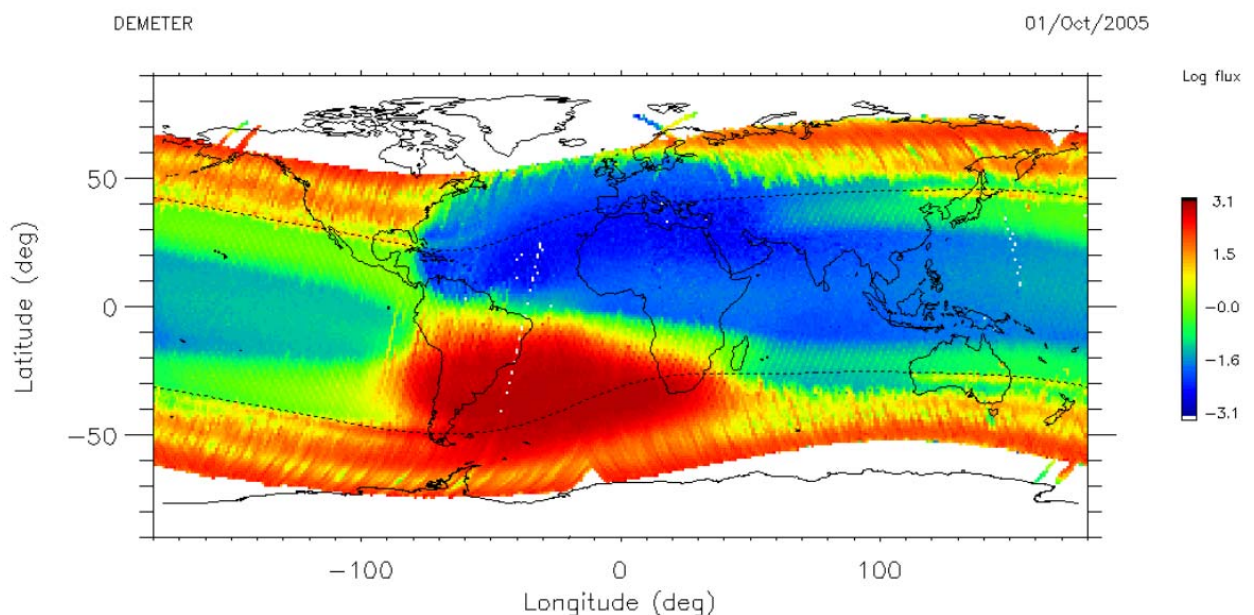 DEMETER
01/Oct/2005
Log flux
3.1
1.5
-0.0
-1.6
-3.1
50
0
-50
Latitude (deg)
-100
0
100
Longitude (deg)